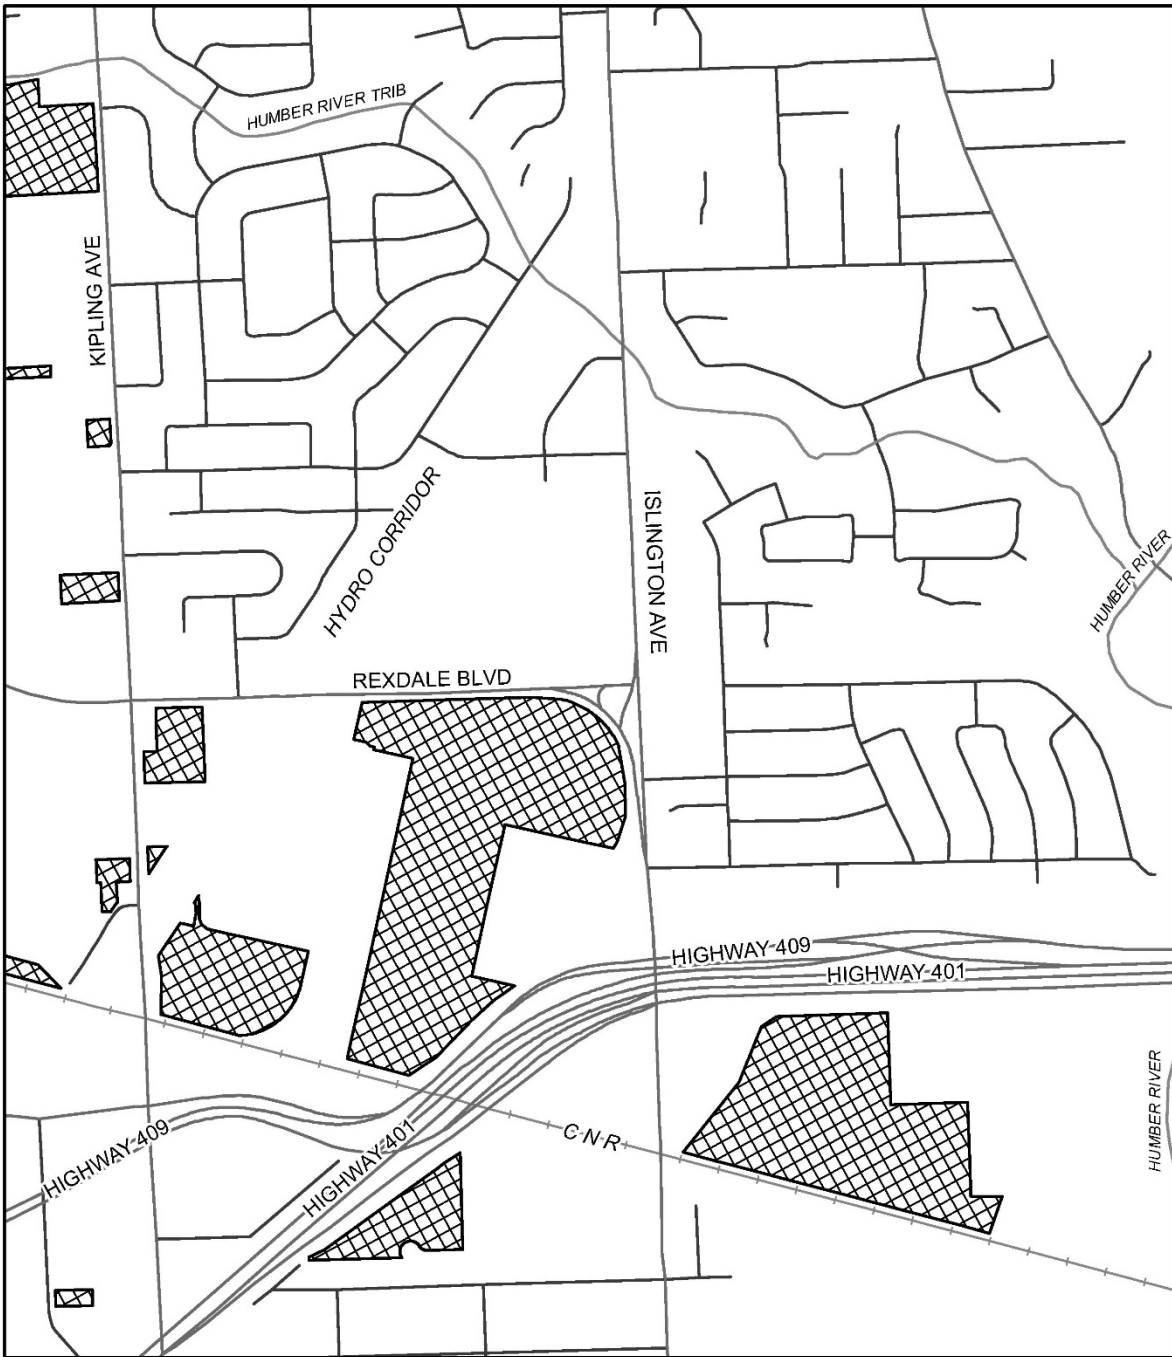 HUMBER RIVER TRIB
KIPLING AVE
HYDRO CORRIDOR
ISLINGTON AVE
HUMBER RIVER
REXDALE BLVD
HIGHWAY 409
HIGHWAY 401
HUMBER RIVER
C N R
HIGHWAY 409
HIGHWAY 401